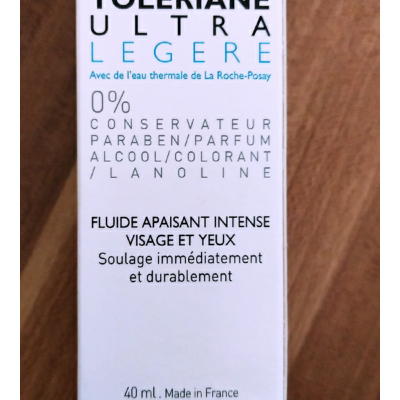 TOLERIANE
ULTRA
LEGERE
Avec de l'eau thermale de La Roche-Posay
0%
CONSERVATEUR
PARABEN/PARFUM
ALCOOL/COLORANT
/LANOLINE
FLUIDE APAISANT INTENSE
VISAGE ET YEUX
Soulage immédiatement
et durablement
40 ml. Made in France